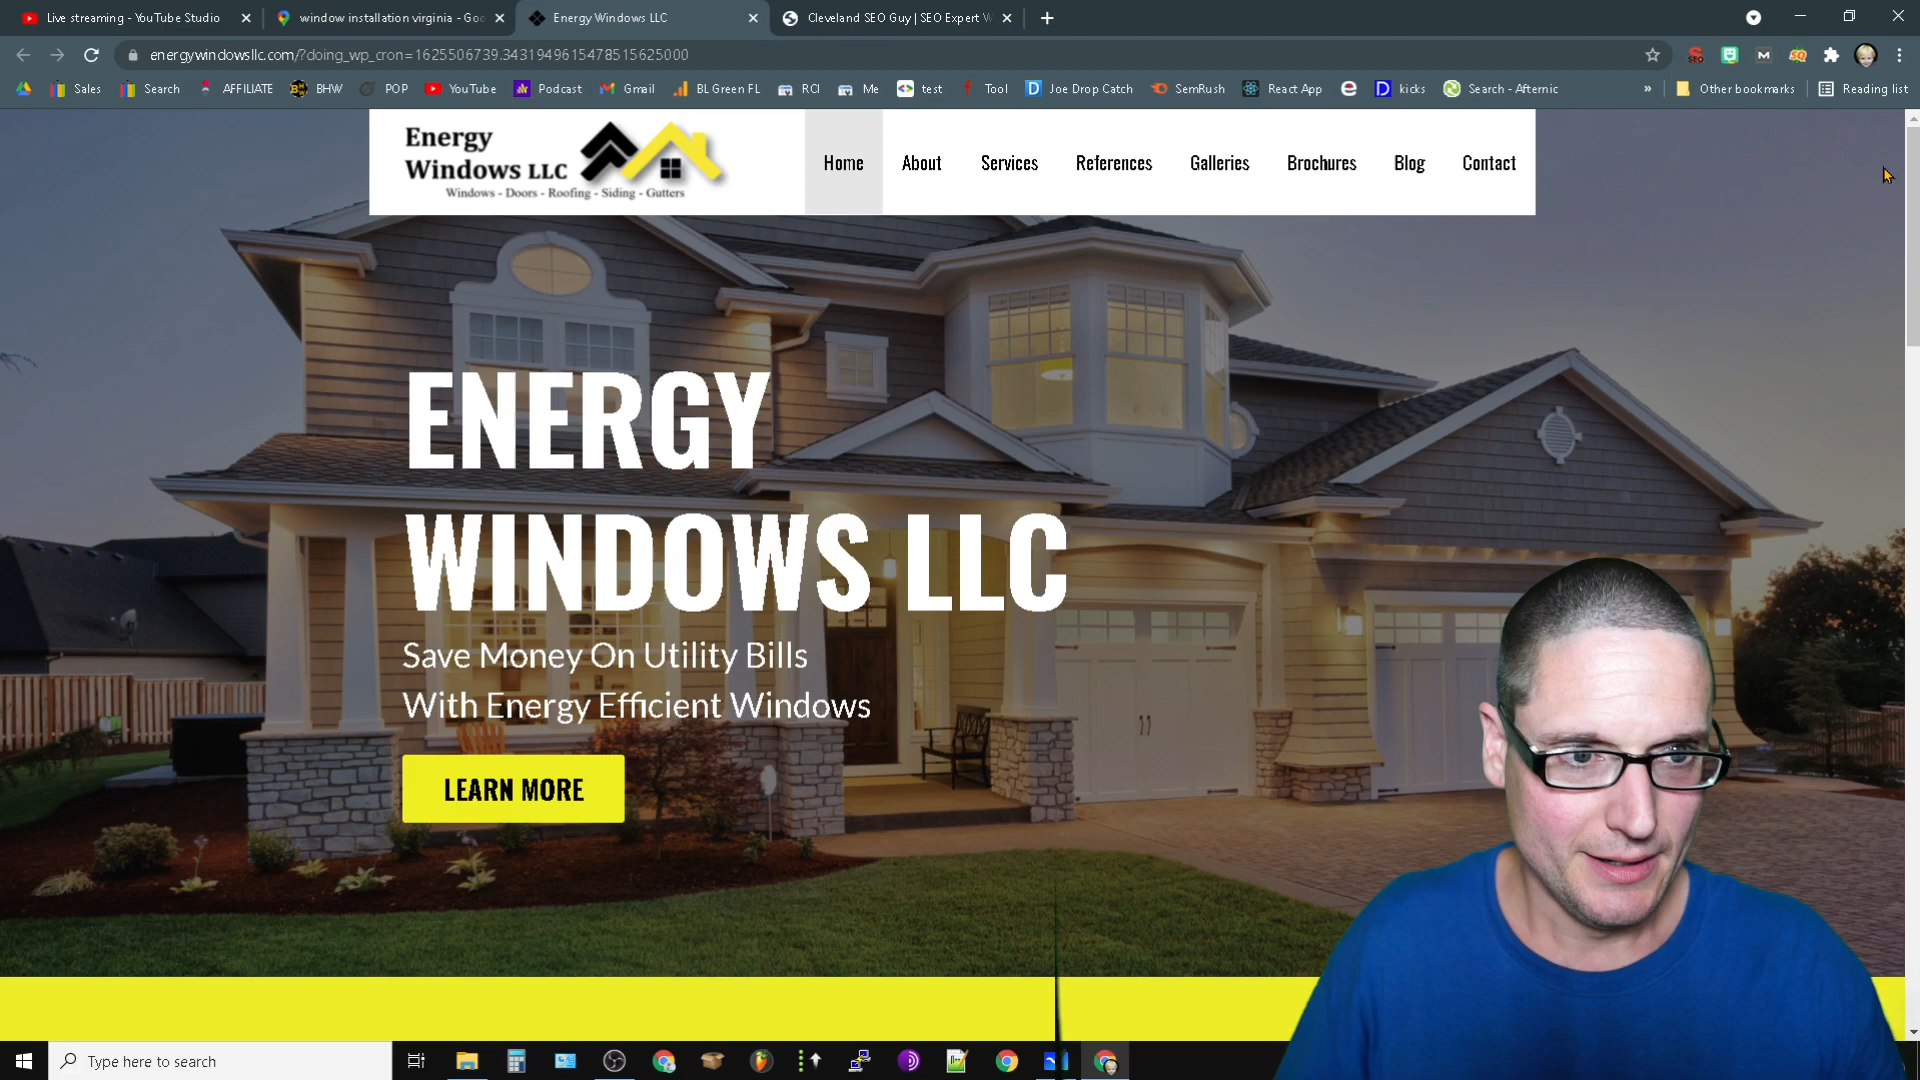 Live streaming - YouTube Studio
window installation virginia - Goo
Energy Windows LLC
Cleveland SEO Guy | SEO Expert W
energywindowsllc.com/?doing_wp_cron=1625506739.3431949615478515625000
Sales
Search
AFFILIATE
BHW
POP
YouTube
Podcast
Gmail
BL Green FL
RCI
Me
test
Tool
Joe Drop Catch
SemRush
React App
kicks
Search - Afternic
»
Other bookmarks
Reading list
Energy
Windows LLC
Windows - Doors - Roofing - Siding - Gutters
Home
About
Services
References
Galleries
Brochures
Blog
Contact
ENERGY
WINDOWS LLC
Save Money On Utility Bills
With Energy Efficient Windows
LEARN MORE
Type here to search